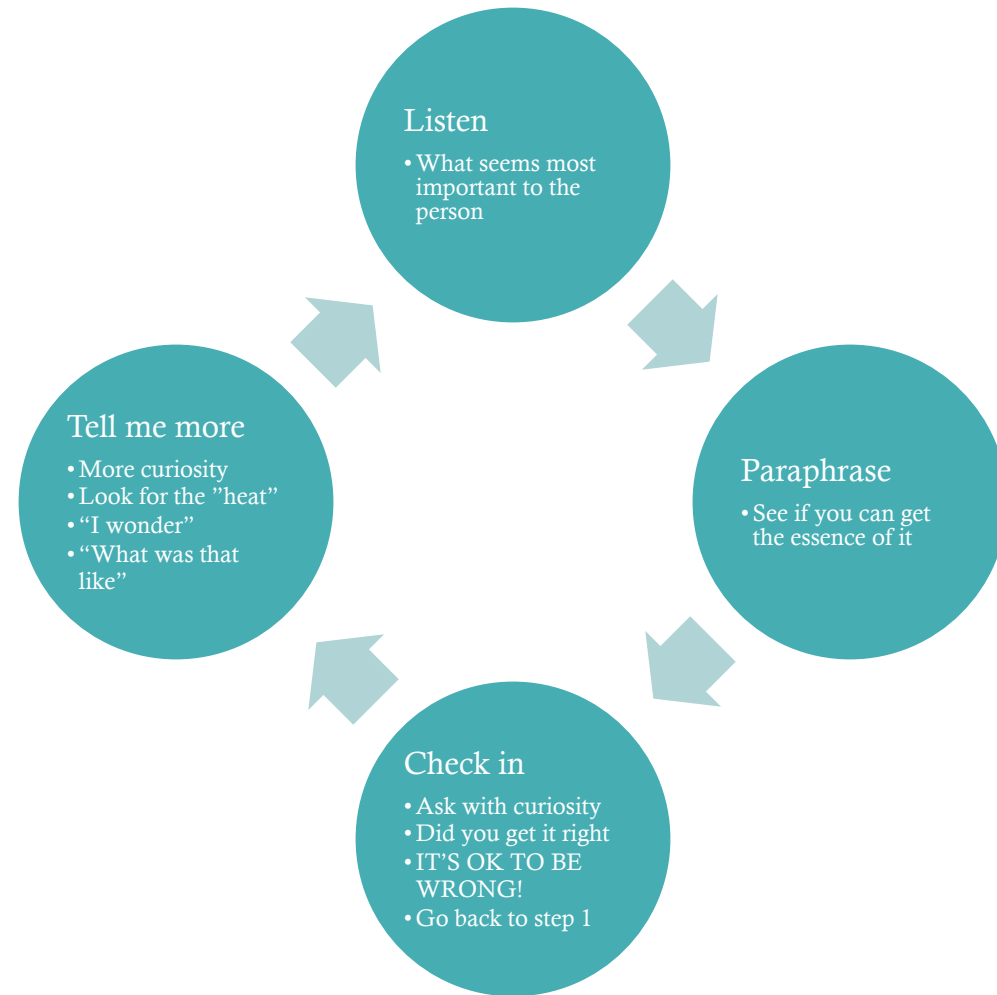 Listen
• What seems most
important to the
person
Paraphrase
• See if you can get
the essence of it
Check in
• Ask with curiosity
• Did you get it right
• IT’S OK TO BE
WRONG!
• Go back to step 1
Tell me more
• More curiosity
• Look for the ”heat”
• “I wonder”
• “What was that
like”